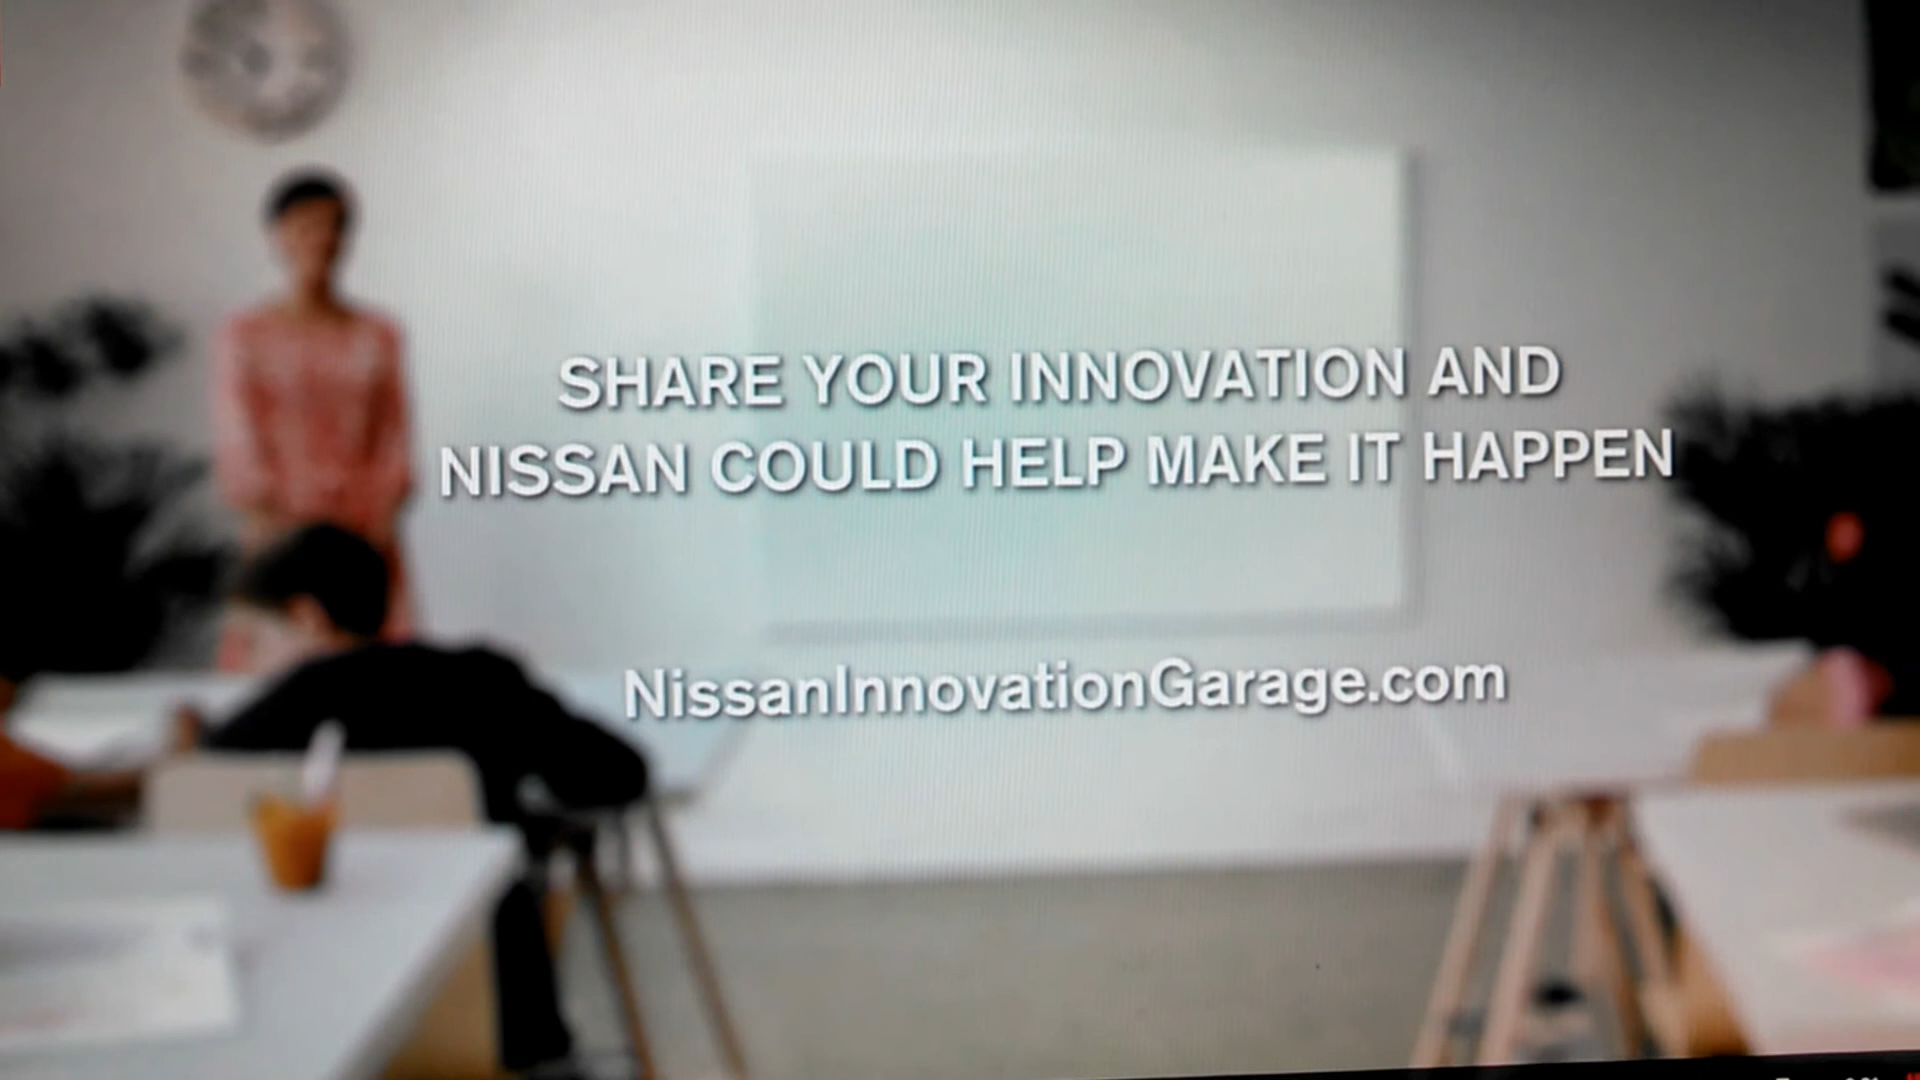 SHARE YOUR INNOVATION AND
NISSAN COULD HELP MAKE IT HAPPEN
NissanInnovationGarage.com